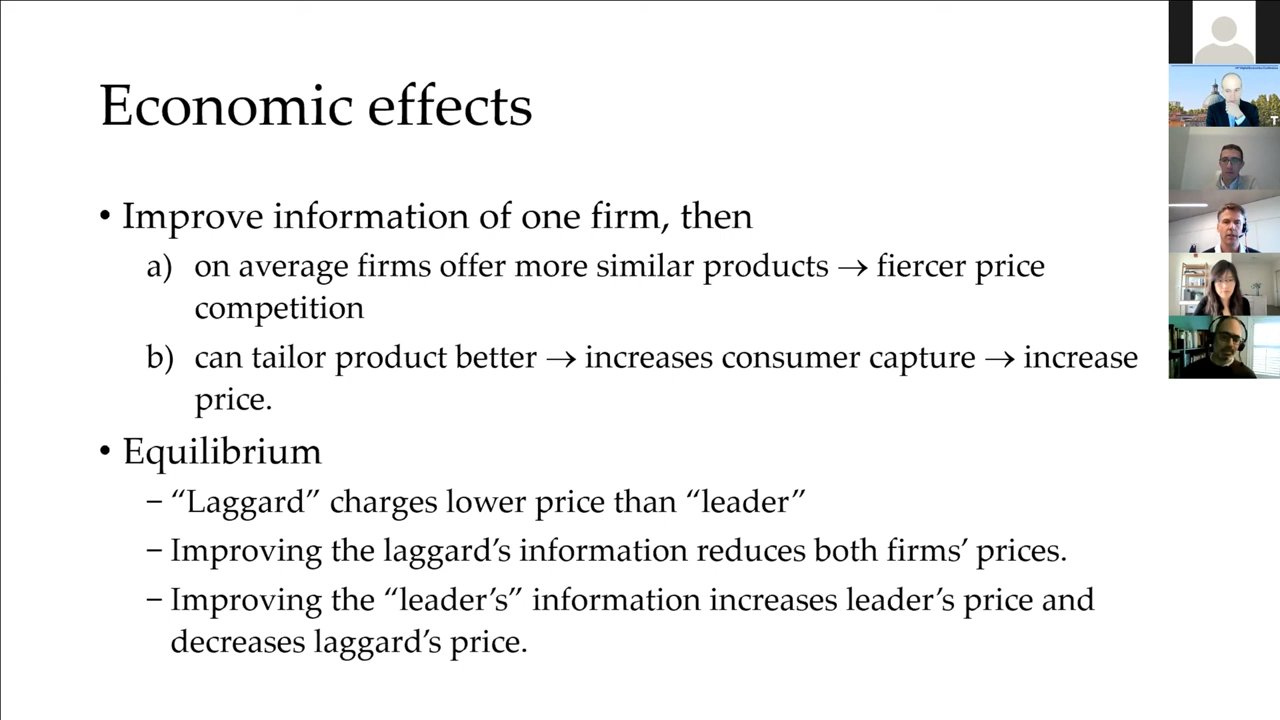 Economic effects
• Improve information of one firm, then
a) on average firms offer more similar products → fiercer price
competition
b) can tailor product better → increases consumer capture → increase
price.
• Equilibrium
– “Laggard” charges lower price than “leader”
– Improving the laggard’s information reduces both firms’ prices.
– Improving the “leader’s” information increases leader’s price and
decreases laggard’s price.